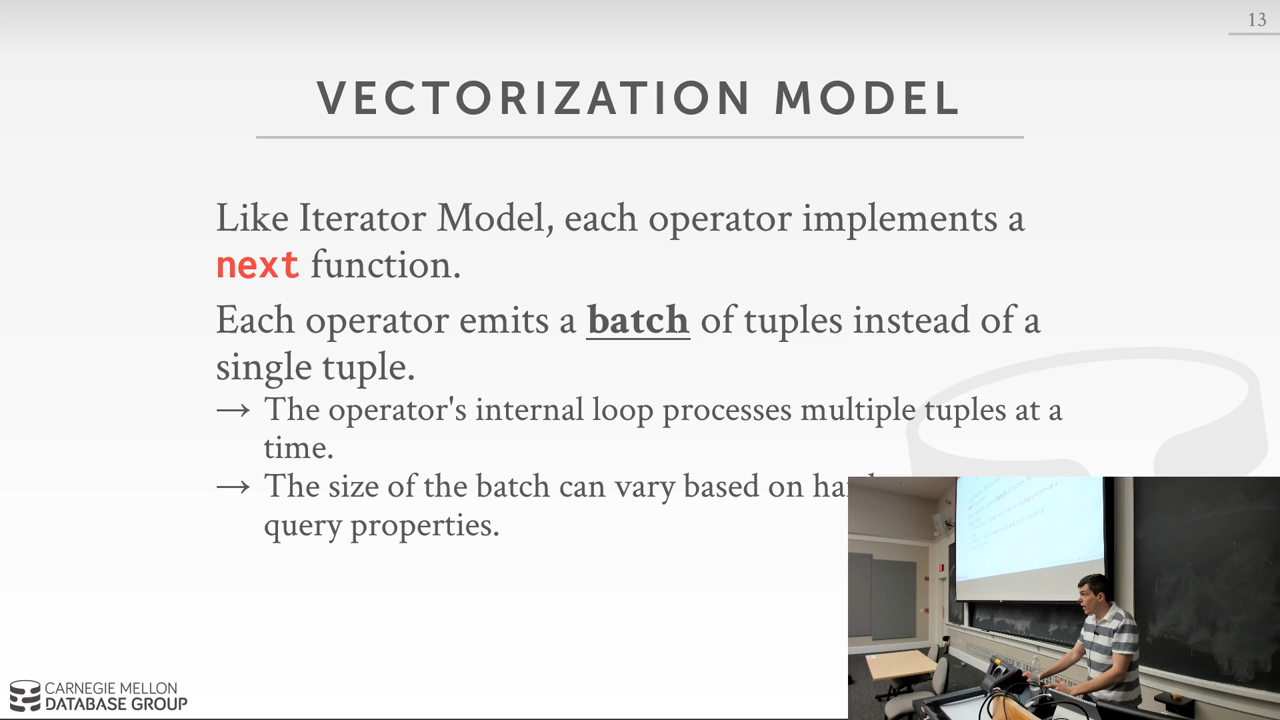 13
VECTORIZATION MODEL
Like Iterator Model, each operator implements a
next function.
Each operator emits a batch of tuples instead of a
single tuple.
→ The operator's internal loop processes multiple tuples at a
time.
→ The size of the batch can vary based on
query properties.
CARNEGIE MELLON
DATABASE GROUP